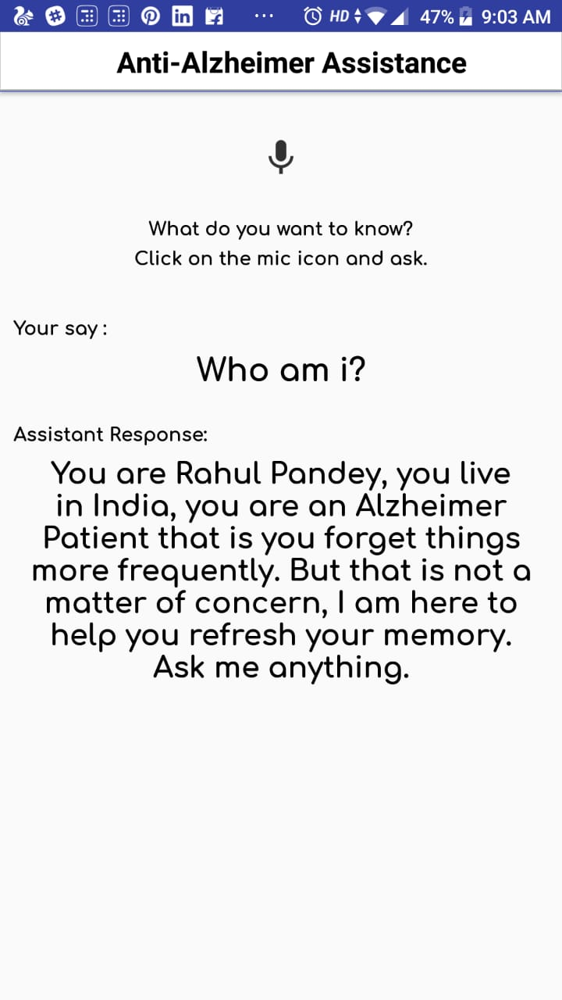 HD 47% 9:03 AM
Anti-Alzheimer Assistance
What do you want to know?
Click on the mic icon and ask.
Your say :
Who am i?
Assistant Response:
You are Rahul Pandey, you live
in India, you are an Alzheimer
Patient that is you forget things
more frequently. But that is not a
matter of concern, I am here to
help you refresh your memory.
Ask me anything.